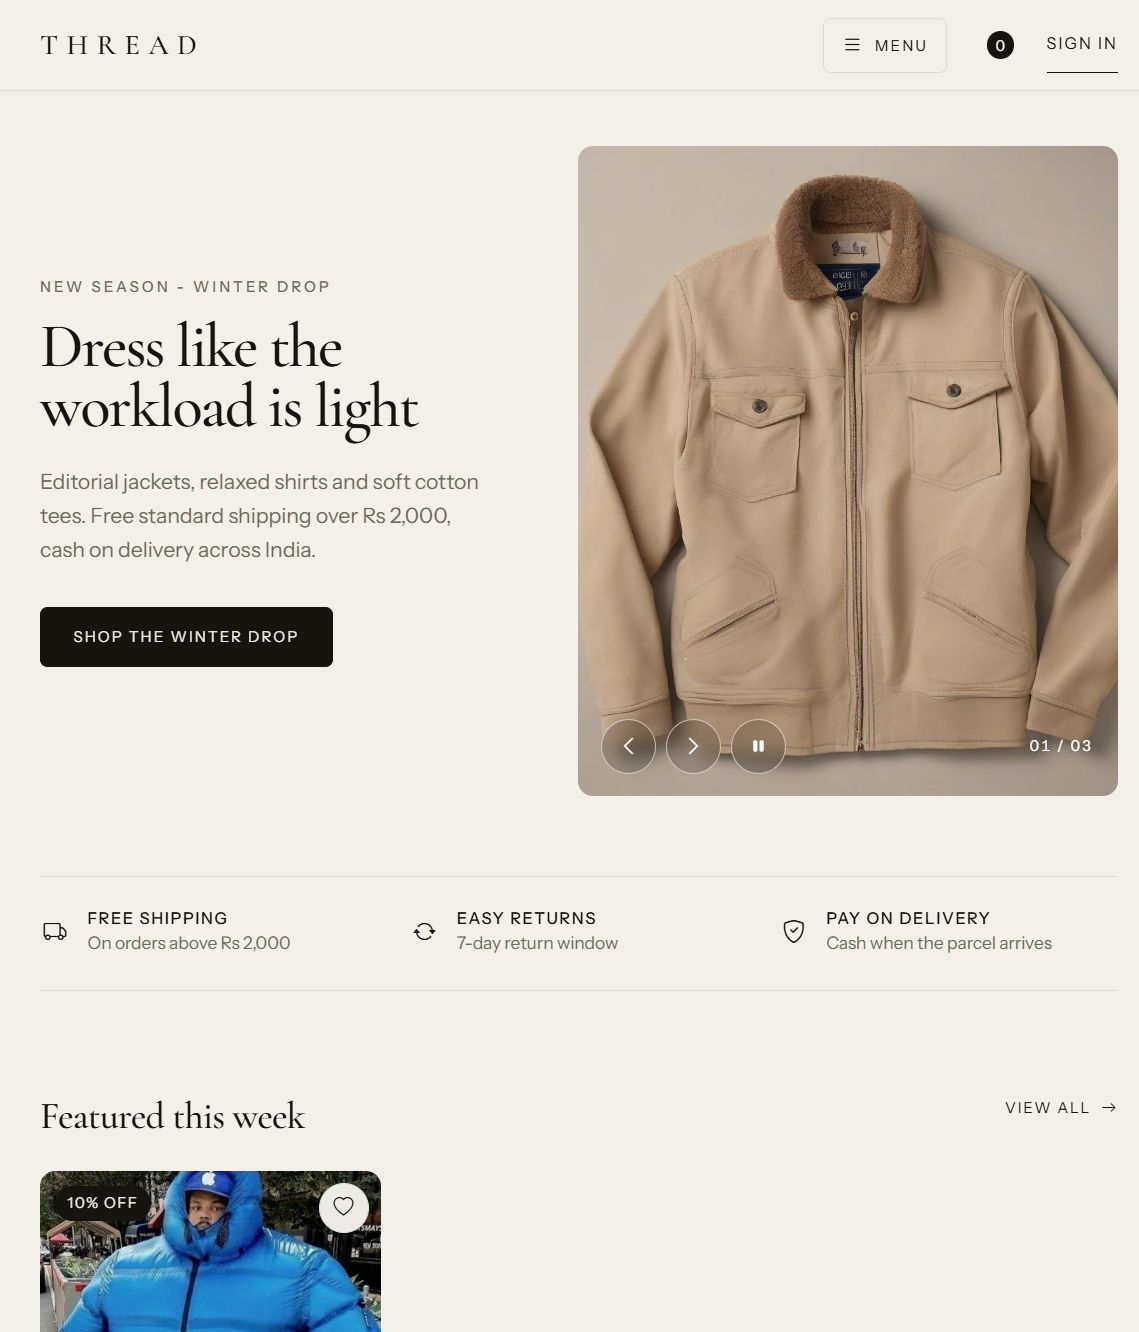 THREAD
MENU
0
SIGN IN
NEW SEASON - WINTER DROP
Dress like the
workload is light
Editorial jackets, relaxed shirts and soft cotton
tees. Free standard shipping over Rs 2,000,
cash on delivery across India.
SHOP THE WINTER DROP
01 / 03
FREE SHIPPING
On orders above Rs 2,000
EASY RETURNS
7-day return window
PAY ON DELIVERY
Cash when the parcel arrives
Featured this week
VIEW ALL
10% OFF